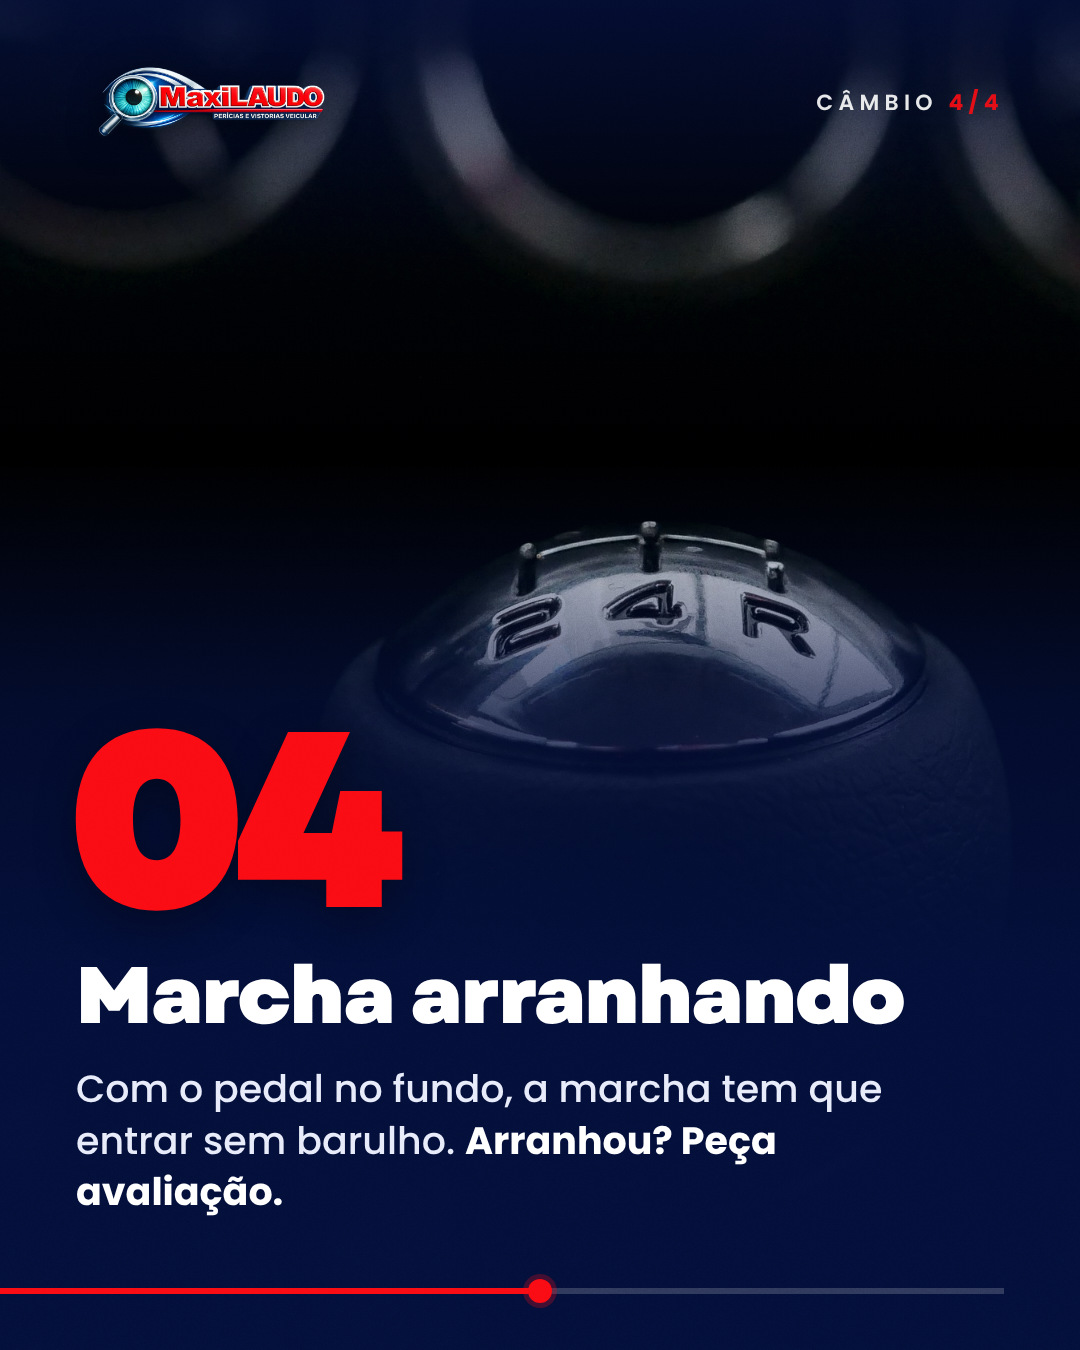 MaxiLAUDO
PERÍCIAS E VISTORIAS VEICULAR
CÂMBIO 4/4
2 4 R
04
Marcha arranhando
Com o pedal no fundo, a marcha tem que
entrar sem barulho. Arranhou? Peça
avaliação.